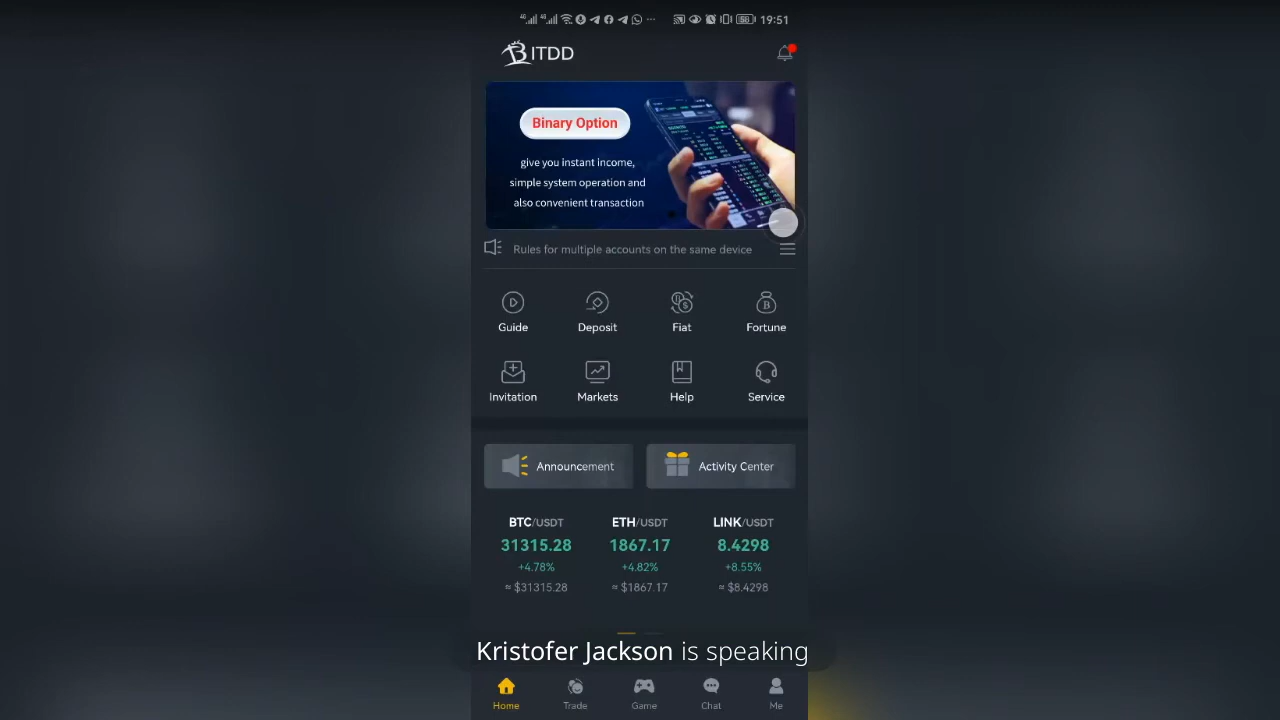 19:51
BITDD
Binary Option
give you instant income,
simple system operation and
also convenient transaction
Rules for multiple accounts on the same device
Guide Deposit Fiat Fortune
Invitation Markets Help Service
Announcement Activity Center
BTC/USDT ETH/USDT LINK/USDT
31315.28 1867.17 8.4298
+4.78% +4.82% +8.55%
≈ $31315.28 ≈ $1867.17 ≈ $8.4298
Kristofer Jackson is speaking
Home Trade Game Chat Me